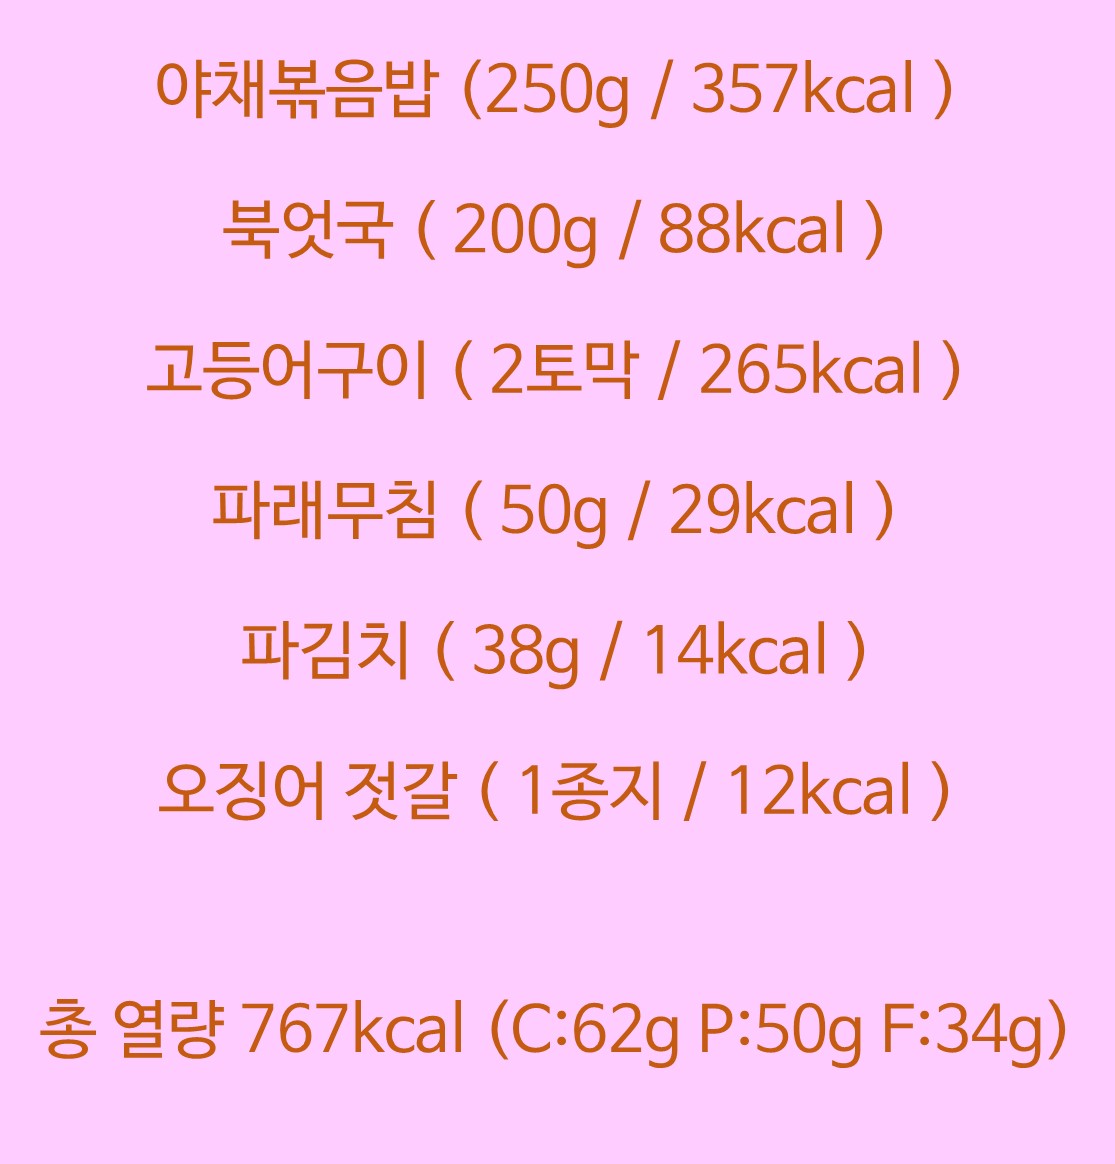 야채볶음밥 (250g / 357kcal )
북엇국 ( 200g / 88kcal )
고등어구이 ( 2토막 / 265kcal )
파래무침 ( 50g / 29kcal )
파김치 ( 38g / 14kcal )
오징어 젓갈 ( 1종지 / 12kcal )
총 열량 767kcal (C:62g P:50g F:34g)